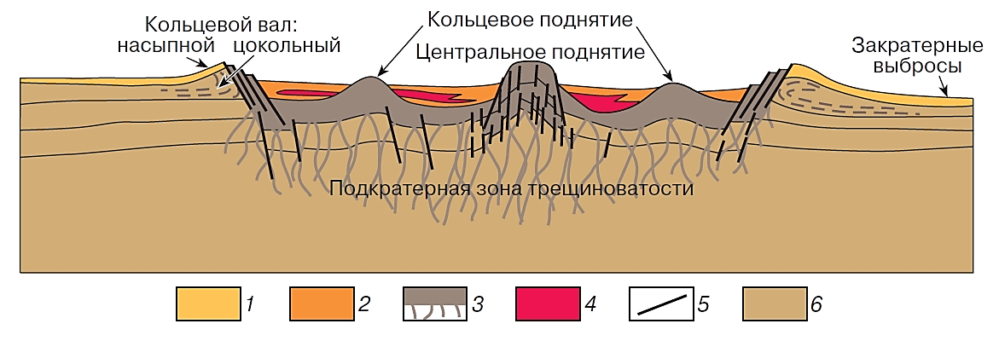 Кольцевой вал:
насыпной цокольный
Кольцевое поднятие
Центральное поднятие
Закратерные
выбросы
Подкратерная зона трещиноватости
1 2 3 4 5 6